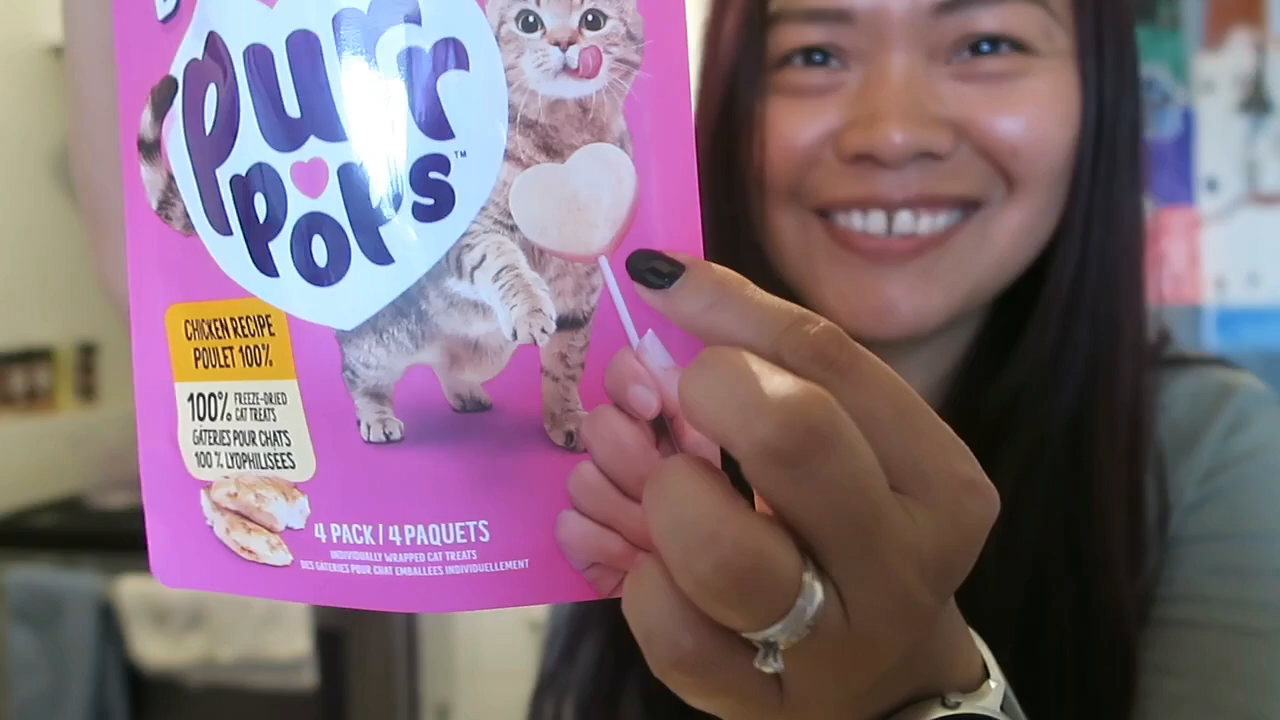 Purr
Pops™
CHICKEN RECIPE
POULET 100%
100% FREEZE-DRIED
CAT TREATS
GÂTERIES POUR CHATS
100 % LYOPHILISÉES
4 PACK | 4 PAQUETS
INDIVIDUALLY WRAPPED CAT TREATS
DES GÂTERIES POUR CHAT EMBALLÉES INDIVIDUELLEMENT